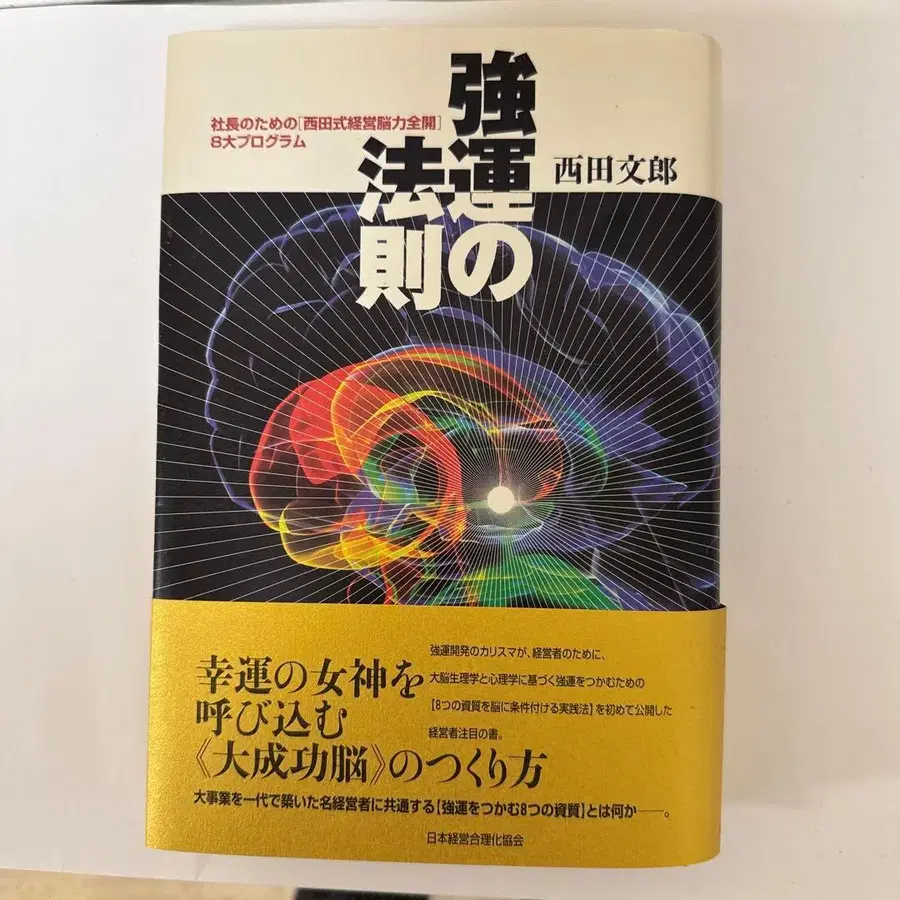 強運の
法則
社長のための[西田式経営脳力全開]
8大プログラム
西田文郎
幸運の女神を
呼び込む
《大成功脳》のつくり方
強運開発のカリスマが、経営者のために、
大脳生理学と心理学に基づく強運をつかむための
【8つの資質を脳に条件付ける実践法】を初めて公開した
経営者注目の書。
大事業を一代で築いた名経営者に共通する【強運をつかむ8つの資質】とは何か――。
日本経営合理化協会